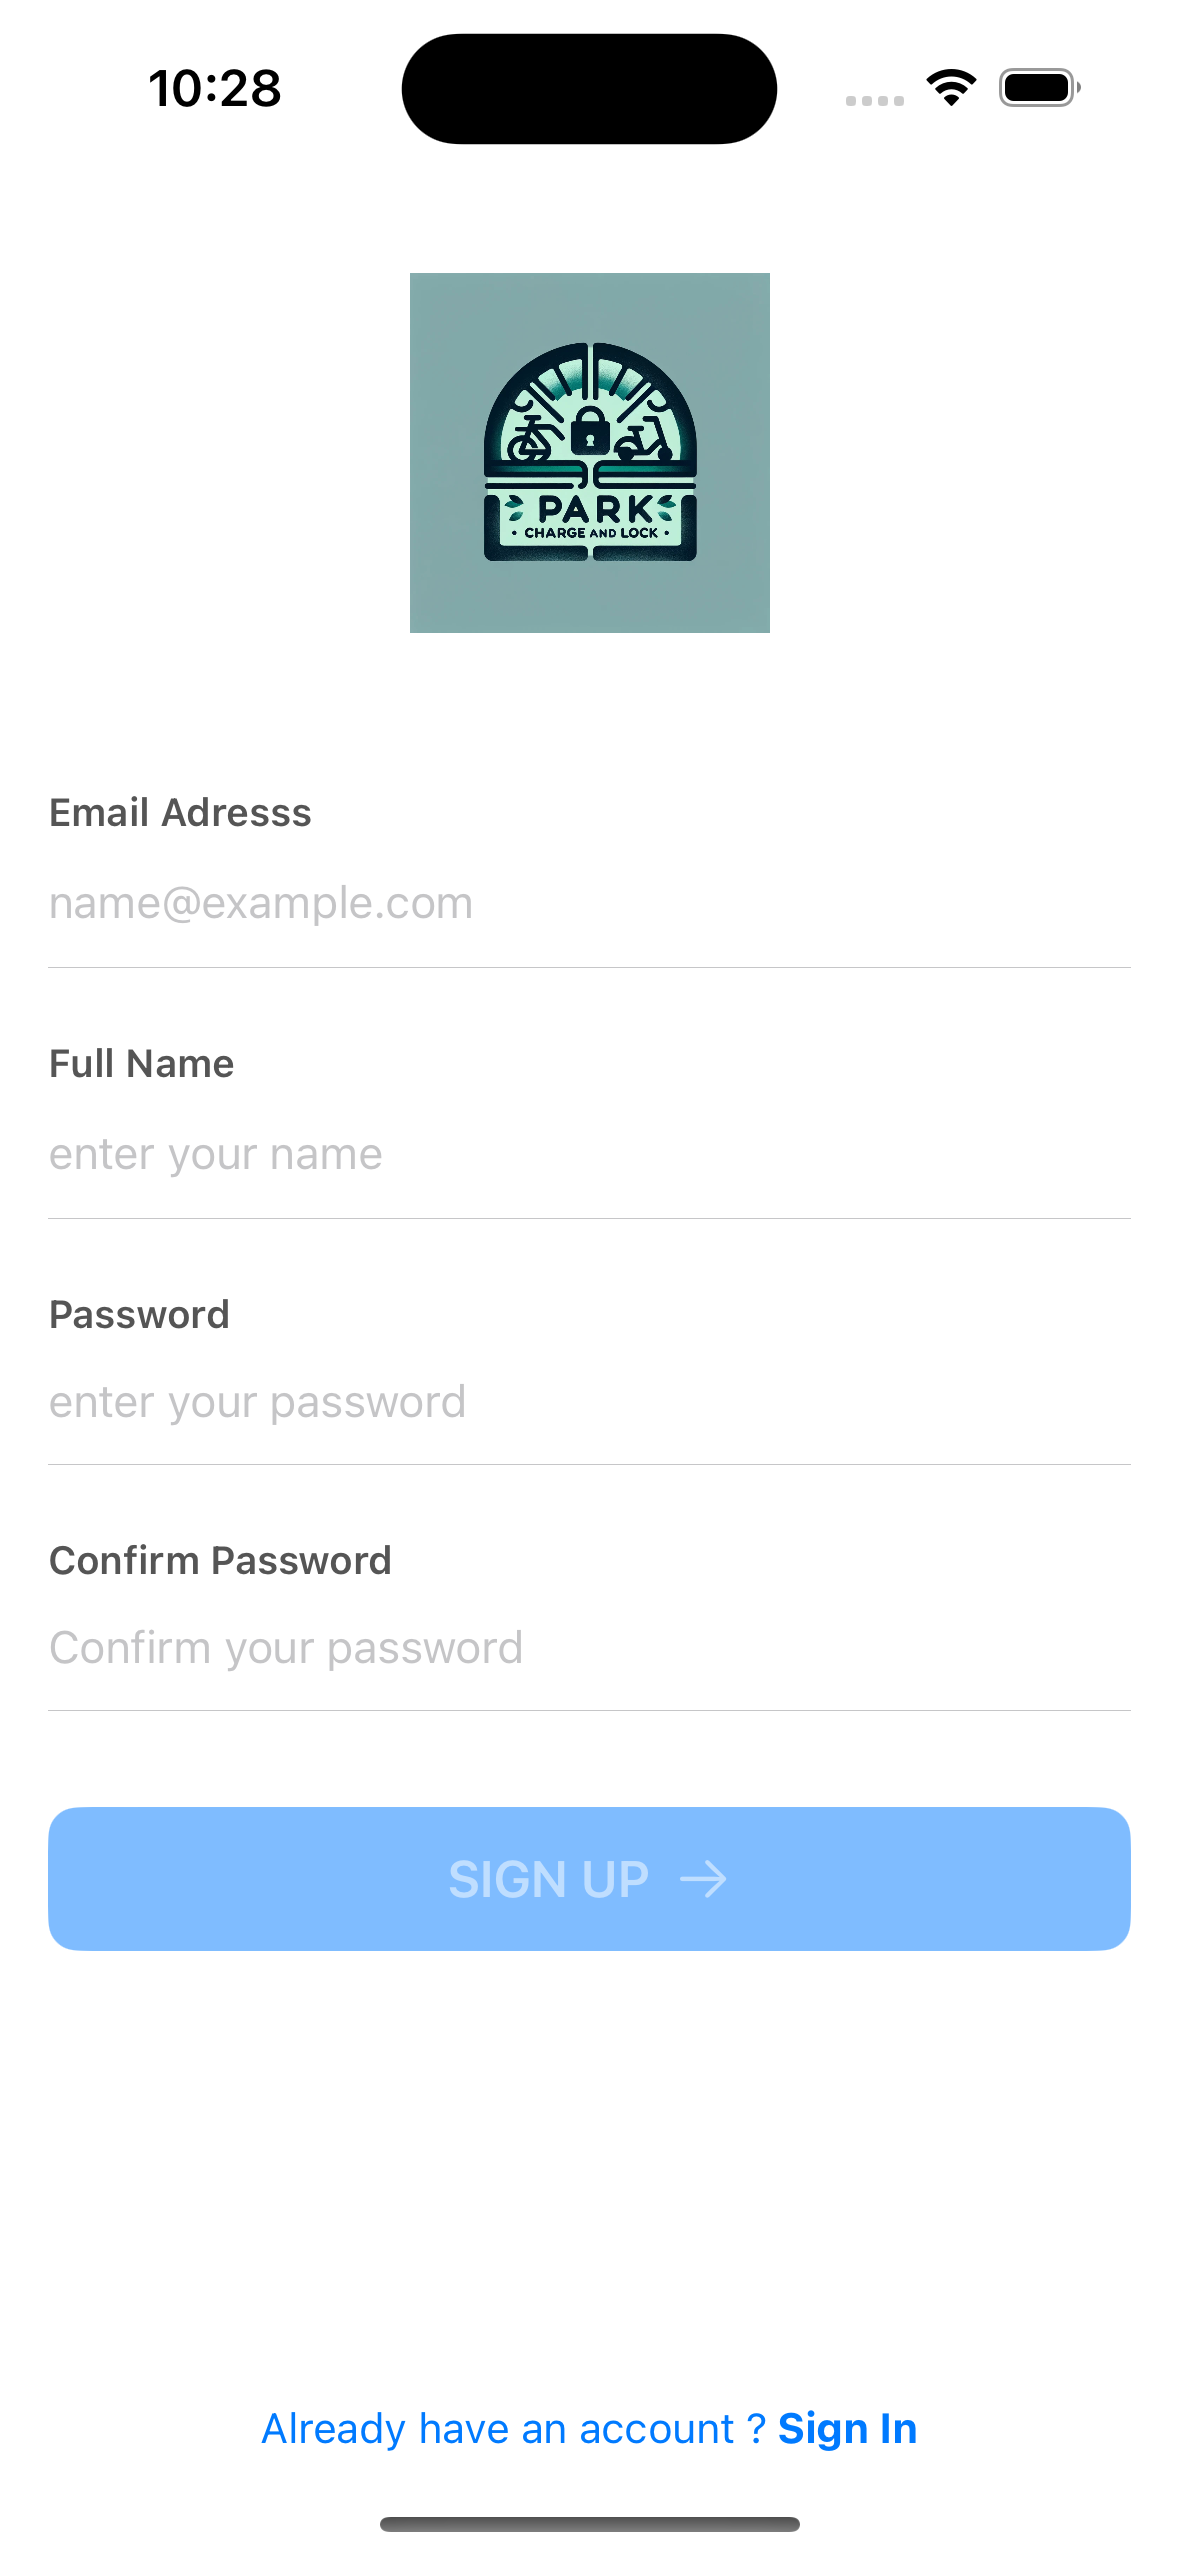 10:28
PARK
• CHARGE AND LOCK •
Email Adresss
name@example.com
Full Name
enter your name
Password
enter your password
Confirm Password
Confirm your password
SIGN UP →
Already have an account ? Sign In